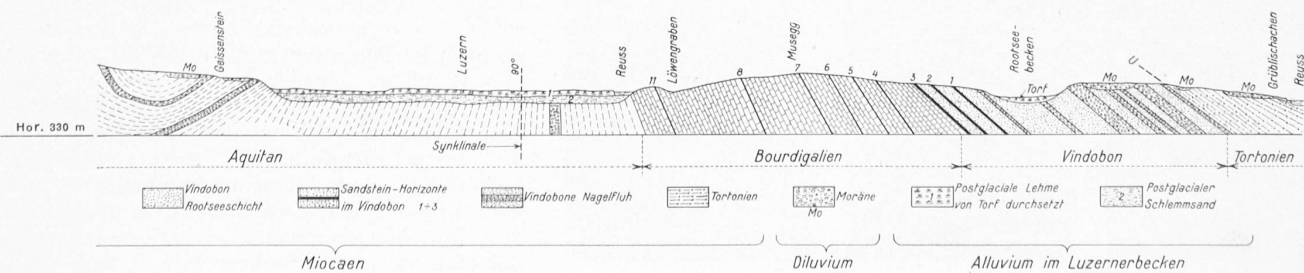 Mo
Gaissenstein
Luzern
90°
Reuss
11
Löwengraben
8
Musegg
7
6
5
4
3
2
1
Rootsee-
becken
Torf
Mo
U
Mo
Mo
Grüblischachen
Reuss
1
2
Hor. 330 m
Synklinale
Aquitan
Bourdigalien
Vindobon
Tortonien
Vindobon
Rootseeschicht
Sandstein-Horizonte
im Vindobon 1÷3
Vindobone Nagelfluh
Tortonien
Moräne
Mo
1
Postglaciale Lehme
von Torf durchsetzt
2
Postglacialer
Schlemmsand
Miocaen
Diluvium
Alluvium im Luzernerbecken